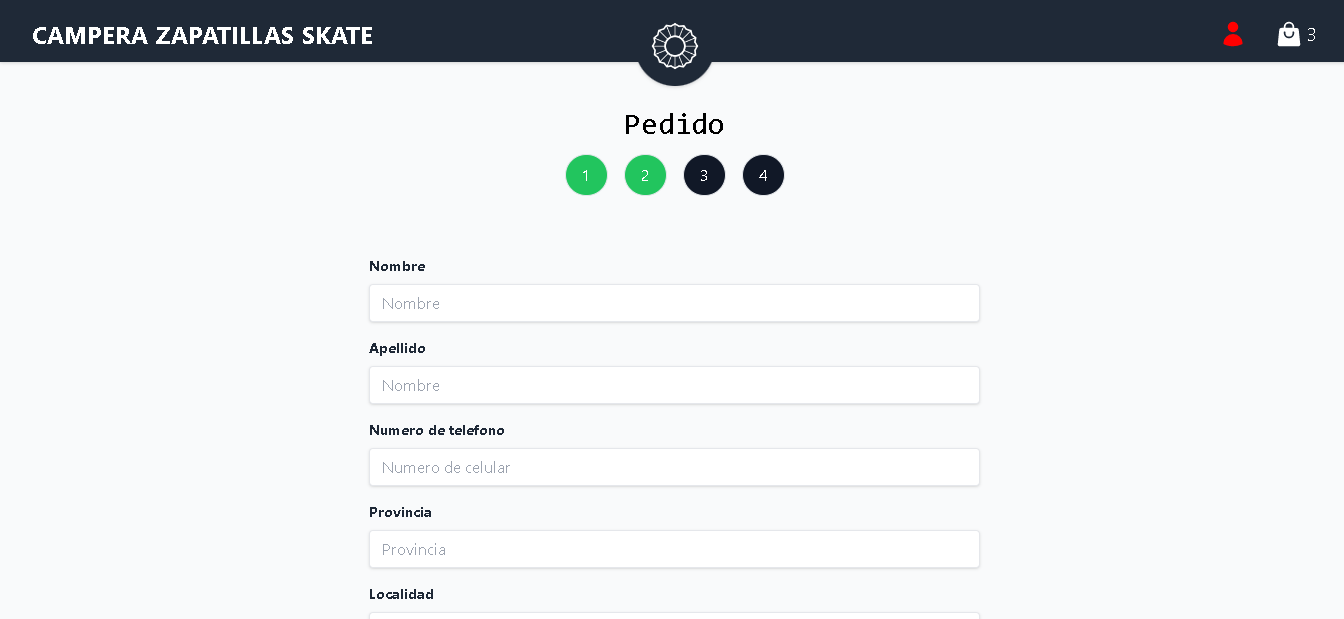 CAMPERA ZAPATILLAS SKATE
3
Pedido
1 2 3 4
Nombre
Nombre
Apellido
Nombre
Numero de telefono
Numero de celular
Provincia
Provincia
Localidad